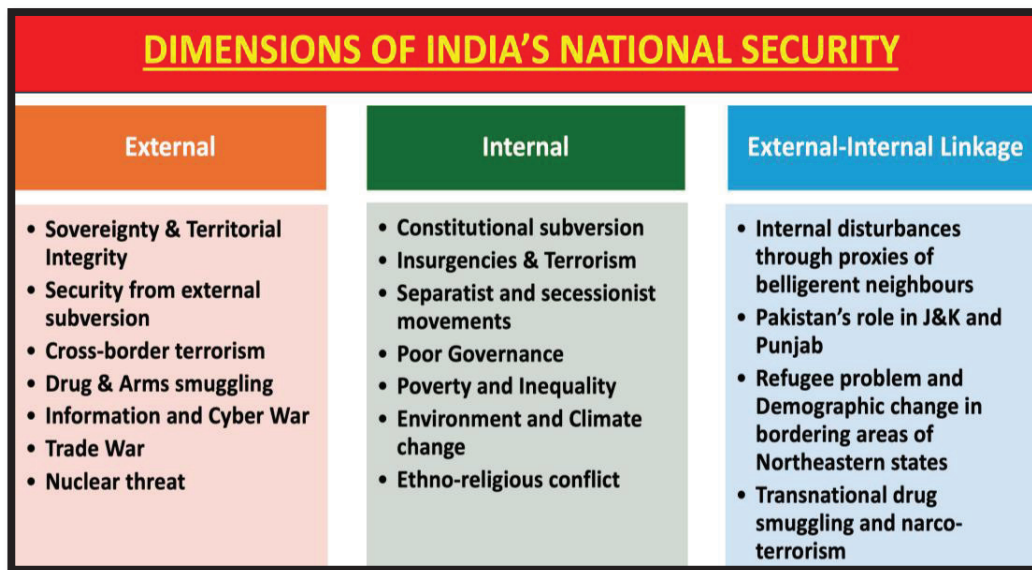 DIMENSIONS OF INDIA’S NATIONAL SECURITY
External
• Sovereignty & Territorial
Integrity
• Security from external
subversion
• Cross-border terrorism
• Drug & Arms smuggling
• Information and Cyber War
• Trade War
• Nuclear threat
Internal
• Constitutional subversion
• Insurgencies & Terrorism
• Separatist and secessionist
movements
• Poor Governance
• Poverty and Inequality
• Environment and Climate
change
• Ethno-religious conflict
External-Internal Linkage
• Internal disturbances
through proxies of
belligerent neighbours
• Pakistan’s role in J&K and
Punjab
• Refugee problem and
Demographic change in
bordering areas of
Northeastern states
• Transnational drug
smuggling and narco-
terrorism